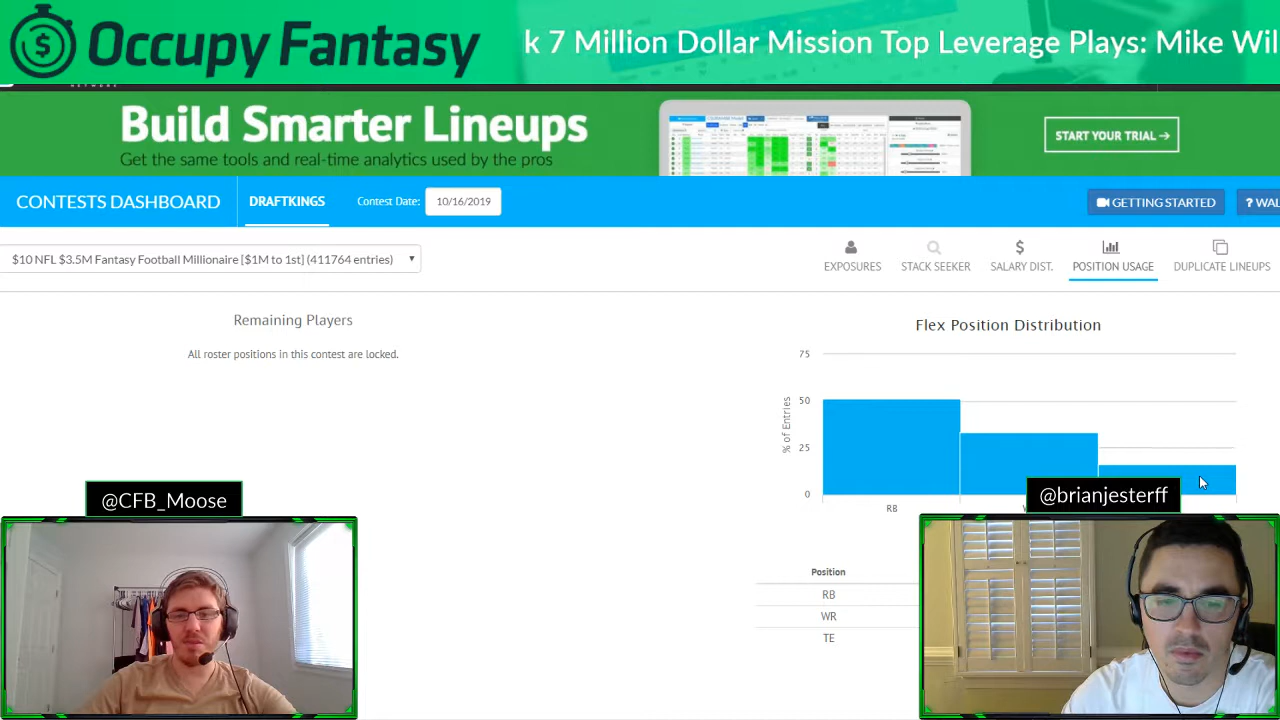 Occupy Fantasy
k 7 Million Dollar Mission Top Leverage Plays: Mike Wil
Build Smarter Lineups
Get the same tools and real-time analytics used by the pros
START YOUR TRIAL →
CONTESTS DASHBOARD
DRAFTKINGS
Contest Date:
10/16/2019
GETTING STARTED
? WAL
$10 NFL $3.5M Fantasy Football Millionaire [$1M to 1st] (411764 entries)
EXPOSURES
STACK SEEKER
$
SALARY DIST.
POSITION USAGE
DUPLICATE LINEUPS
Remaining Players
All roster positions in this contest are locked.
Flex Position Distribution
75
50
25
0
% of Entries
RB
@CFB_Moose
@brianjesterff
Position
RB
WR
TE